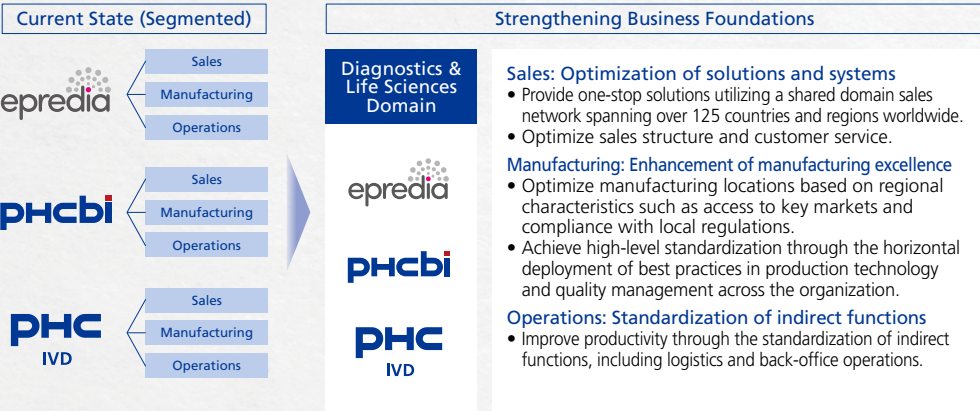 Current State (Segmented)
Strengthening Business Foundations
epredia
Sales
Manufacturing
Operations
PHCbi
Sales
Manufacturing
Operations
PHC
IVD
Sales
Manufacturing
Operations
Diagnostics &
Life Sciences
Domain
epredia
PHCbi
PHC
IVD
Sales: Optimization of solutions and systems
• Provide one-stop solutions utilizing a shared domain sales
network spanning over 125 countries and regions worldwide.
• Optimize sales structure and customer service.
Manufacturing: Enhancement of manufacturing excellence
• Optimize manufacturing locations based on regional
characteristics such as access to key markets and
compliance with local regulations.
• Achieve high-level standardization through the horizontal
deployment of best practices in production technology
and quality management across the organization.
Operations: Standardization of indirect functions
• Improve productivity through the standardization of indirect
functions, including logistics and back-office operations.